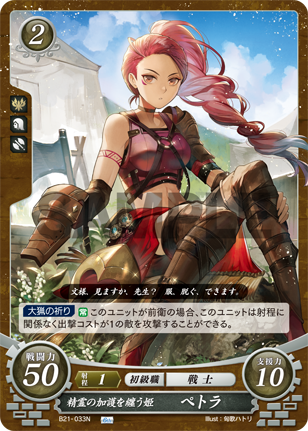 2
SAMPLE
文様、見ますか、先生? 服、脱ぐ、できます。
大猟の祈り 常 このユニットが前衛の場合、このユニットは射程に
関係なく出撃コストが1の敵を攻撃することができる。
戦闘力 50
射程 1 初級職 戦士
支援力 10
精霊の加護を纏う姫 ペトラ
B21-033N
Illust:匈歌ハトリ